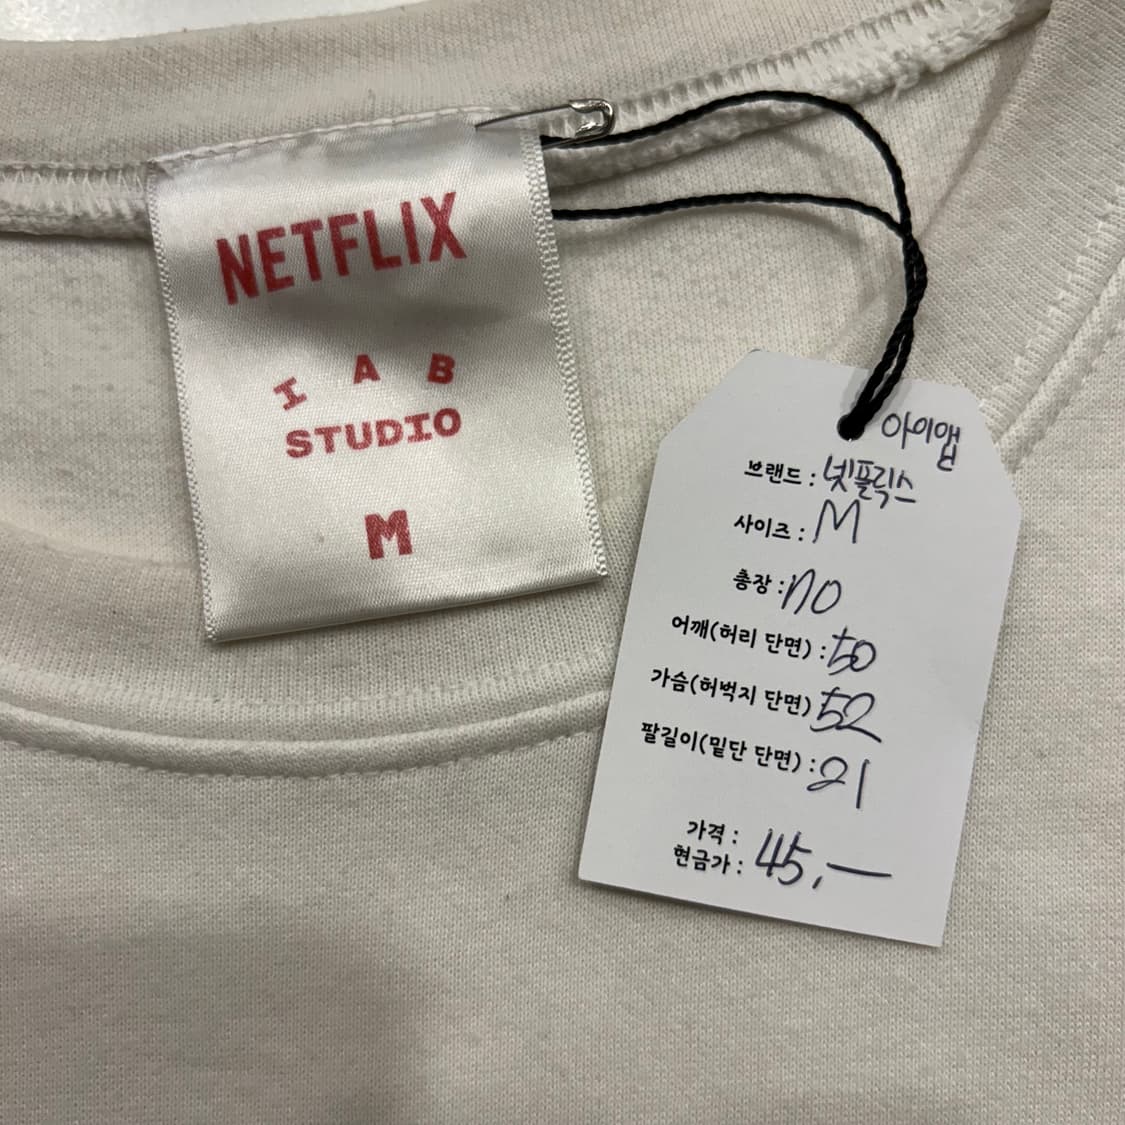 NETFLIX
I A B
STUDIO
M
아이앱
브랜드 : 넷플릭스
사이즈 : M
총장 : 70
어깨(허리 단면) : 50
가슴(허벅지 단면) 52
팔길이(밑단 단면) : 21
가격 :
현금가 : 45,—